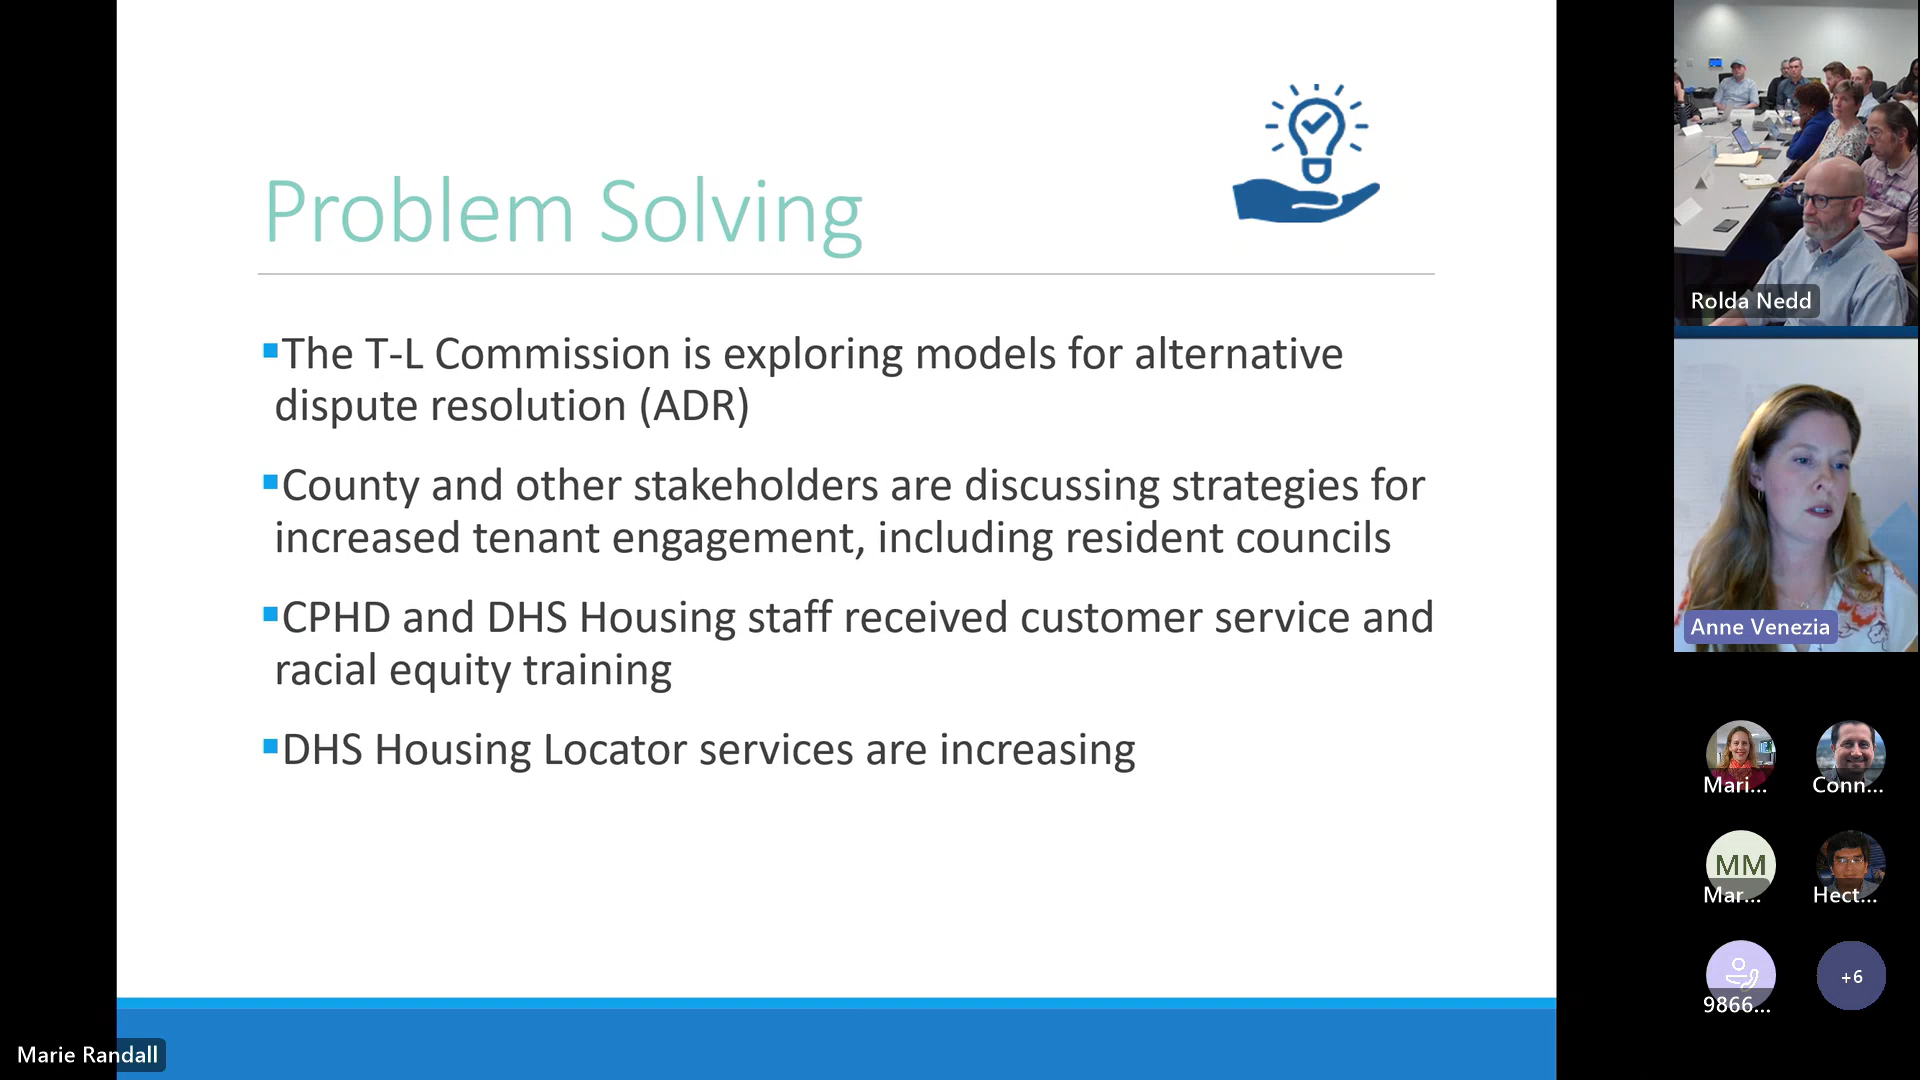 Problem Solving
▪The T-L Commission is exploring models for alternative
dispute resolution (ADR)
▪County and other stakeholders are discussing strategies for
increased tenant engagement, including resident councils
▪CPHD and DHS Housing staff received customer service and
racial equity training
▪DHS Housing Locator services are increasing
Marie Randall
Rolda Nedd
Anne Venezia
Mari...
Conn...
MM
Mar...
Hect...
9866...
+6